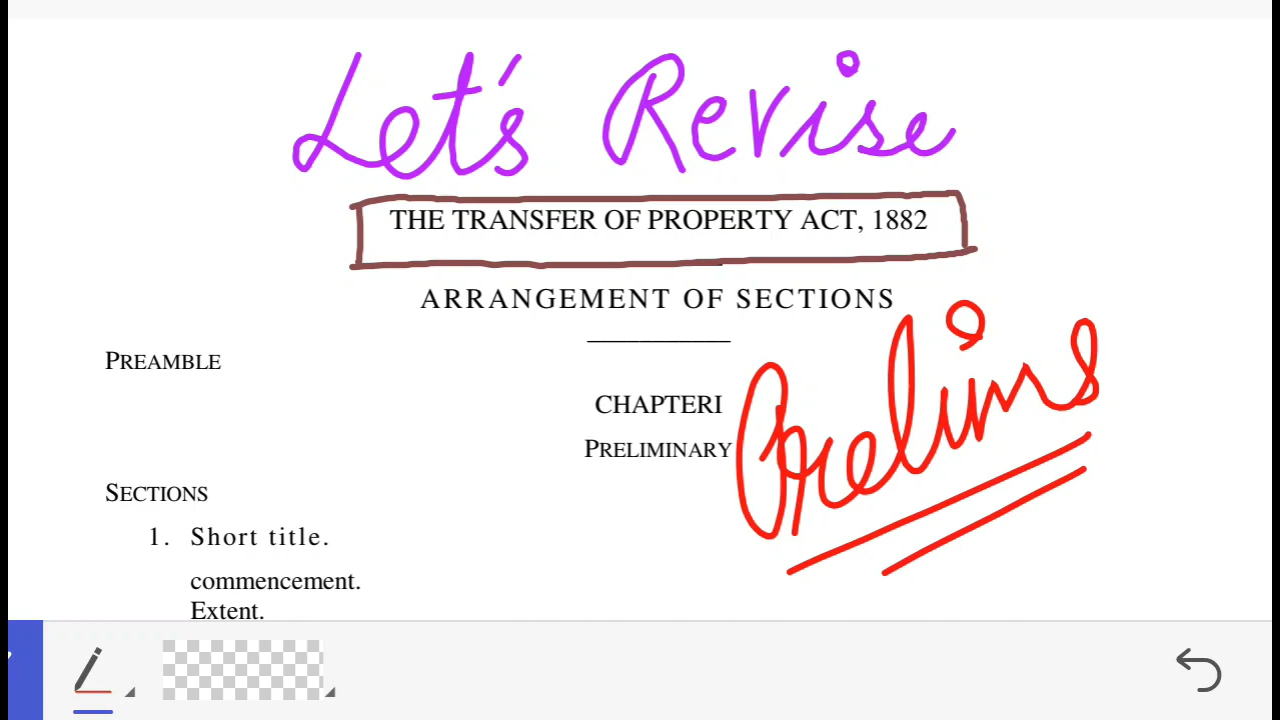 Let's Revise
THE TRANSFER OF PROPERTY ACT, 1882
ARRANGEMENT OF SECTIONS
PREAMBLE
CHAPTERI
Prelims
PRELIMINARY
SECTIONS
1. Short title.
commencement.
Extent.